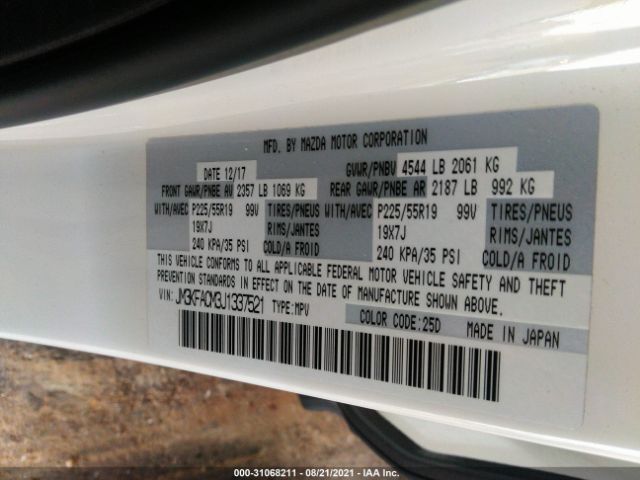 MFD. BY MAZDA MOTOR CORPORATION
DATE 12/17 GVWR/PNBV 4544 LB 2061 KG
FRONT GAWR/PNBE AV 2357 LB 1069 KG REAR GAWR/PNBE AR 2187 LB 992 KG
WITH/AVEC P225/55R19 99V TIRES/PNEUS WITH/AVEC P225/55R19 99V TIRES/PNEUS
19X7J RIMS/JANTES 19X7J RIMS/JANTES
240 KPA/35 PSI COLD/A FROID 240 KPA/35 PSI COLD/A FROID
THIS VEHICLE CONFORMS TO ALL APPLICABLE FEDERAL MOTOR VEHICLE SAFETY AND THEFT
PREVENTION STANDARDS IN EFFECT ON THE DATE OF MANUFACTURE SHOWN ABOVE.
VIN: JM3KFACM3J1337521 TYPE:MPV
COLOR CODE:25D MADE IN JAPAN
000-31068211 - 08/21/2021 - IAA Inc.